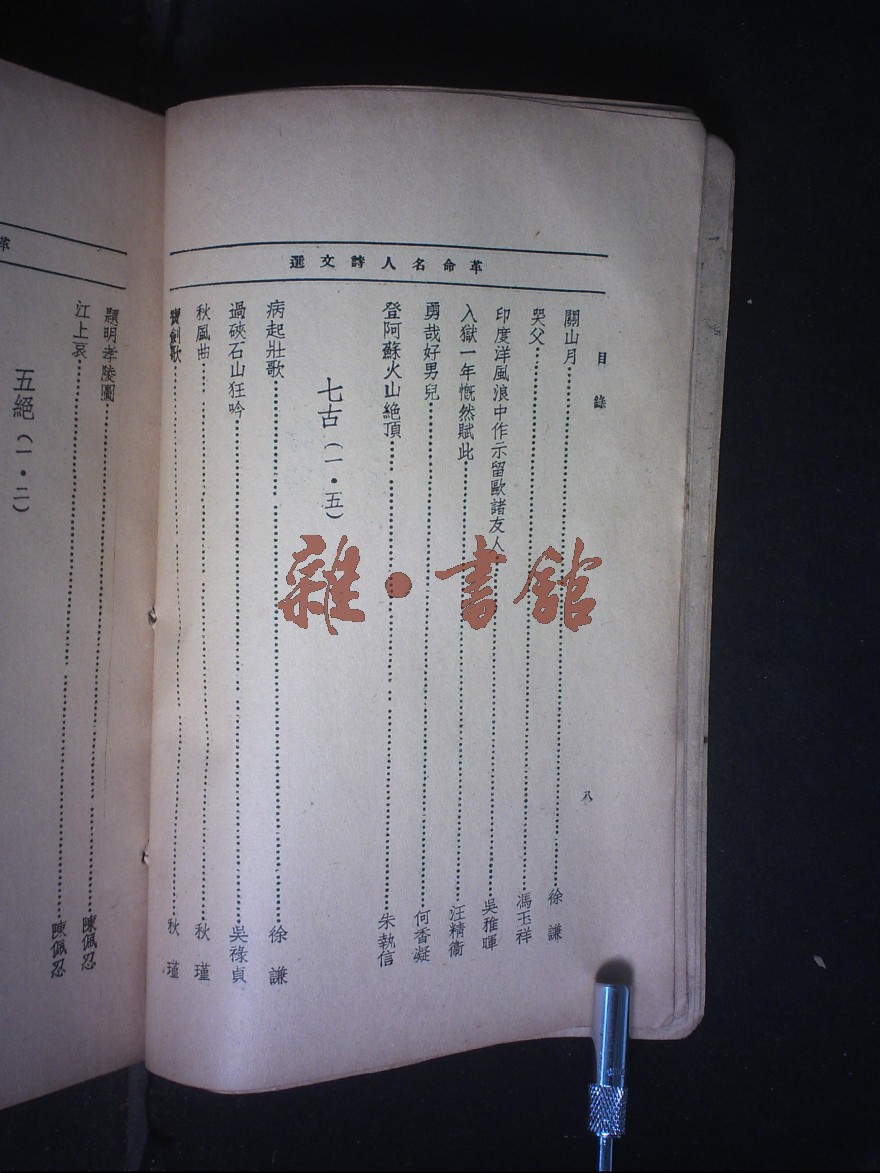 革命名人詩文選
目錄
八
關山月……徐謙
哭父……馮玉祥
印度洋風浪中作示留歐諸友人……吳雅暉
入獄一年慨然賦此……汪精衞
勇哉好男兒……何香凝
登阿蘇火山絕頂……朱執信
七古（一・五）
病起壯歌……徐謙
過硤石山狂吟……吳祿貞
秋風曲……秋瑾
寶劍歌……秋瑾
革
題明孝陵圖……陳佩忍
江上哀……陳佩忍
五絕（一・二）
雜・書館